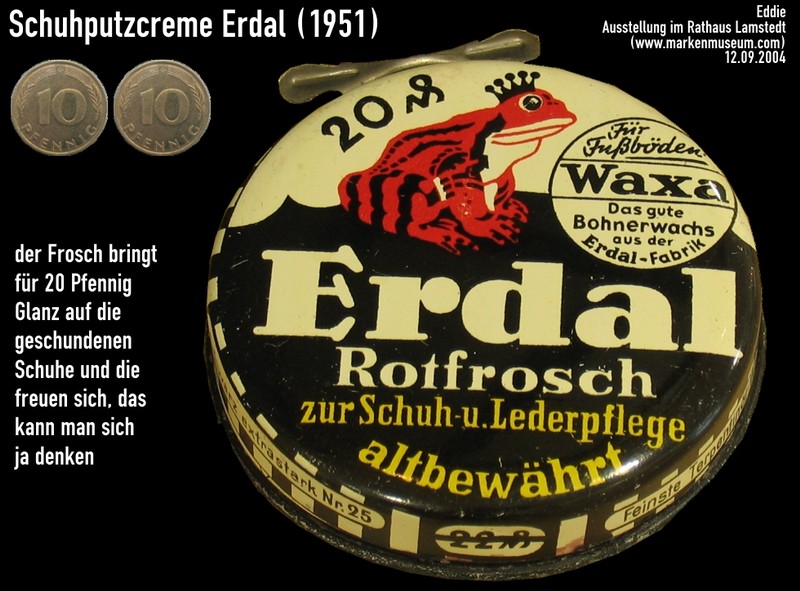 Schuhputzcreme Erdal (1951)
Eddie
Ausstellung im Rathaus Lamstedt
(www.markenmuseum.com)
12.09.2004
10
PFENNIG
10
PFENNIG
der Frosch bringt
für 20 Pfennig
Glanz auf die
geschundenen
Schuhe und die
freuen sich, das
kann man sich
ja denken
20 ₰
Für
Fußböden
Waxa
Das gute
Bohnerwachs
aus der
Erdal-Fabrik
Erdal
Rotfrosch
zur Schuh-u. Lederpflege
altbewährt
extrastark Nr. 25
22 ₰
Feinste